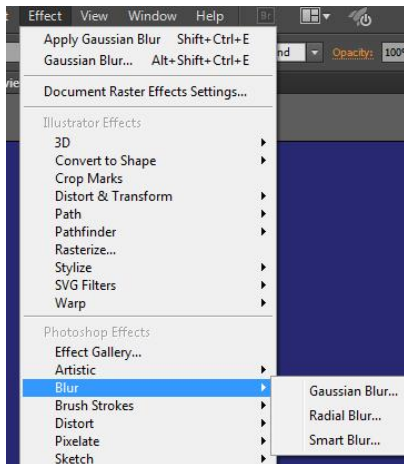 Effect View Window Help Br
Apply Gaussian Blur Shift+Ctrl+E
Gaussian Blur... Alt+Shift+Ctrl+E
nd Opacity: 100%
Document Raster Effects Settings...
Illustrator Effects
3D
Convert to Shape
Crop Marks
Distort & Transform
Path
Pathfinder
Rasterize...
Stylize
SVG Filters
Warp
Photoshop Effects
Effect Gallery...
Artistic
Blur
Gaussian Blur...
Brush Strokes
Radial Blur...
Distort
Pixelate
Smart Blur...
Sketch